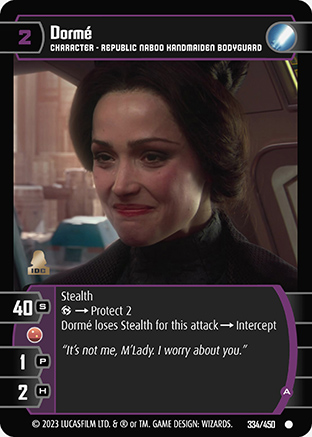 2
Dormé
CHARACTER - REPUBLIC NABOO HANDMAIDEN BODYGUARD
IDC
40 S
Stealth
→ Protect 2
Dormé loses Stealth for this attack → Intercept
1 P
"It's not me, M'Lady. I worry about you."
2 H
A
© 2023 LUCASFILM LTD. & ® or TM. GAME DESIGN: WIZARDS.
334/450